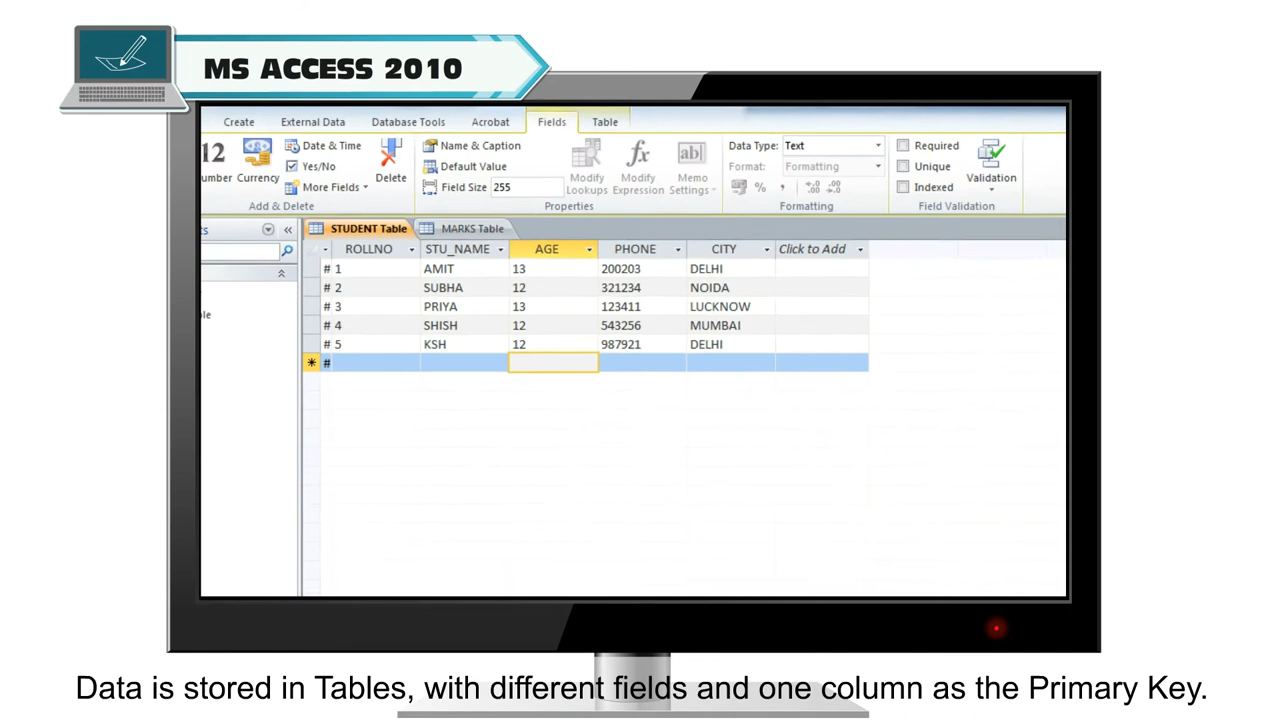 MS ACCESS 2010
Create External Data Database Tools Acrobat Fields Table
12 Date & Time Name & Caption Data Type: Text Required
Yes/No Default Value Format: Formatting Unique
umber Currency More Fields Delete Field Size 255 Modify Lookups Modify Expression Memo Settings % , Indexed Validation
Add & Delete Properties Formatting Field Validation
ts « STUDENT Table MARKS Table
ROLLNO STU_NAME AGE PHONE CITY Click to Add
# 1 AMIT 13 200203 DELHI
# 2 SUBHA 12 321234 NOIDA
# 3 PRIYA 13 123411 LUCKNOW
ble
# 4 SHISH 12 543256 MUMBAI
# 5 KSH 12 987921 DELHI
* #
Data is stored in Tables, with different fields and one column as the Primary Key.